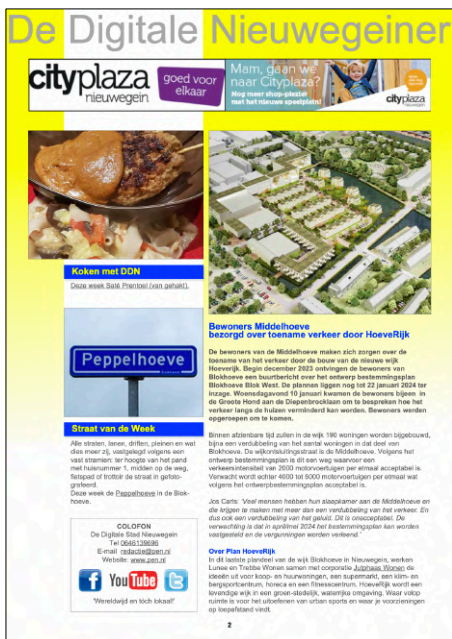 De Digitale Nieuwegeiner
cityplaza
nieuwegein
goed voor
elkaar
Mam, gaan we
naar Cityplaza?
Nog meer shop-plezier
met het nieuwe speelplein!
cityplaza
nieuwegein
Koken met DDN
Deze week Saté Prentoel (van gehakt).
Peppelhoeve
Straat van de Week
Alle straten, lanen, driften, pleinen en wat
dies meer zij, vastgelegd volgens een
vast stramien: ter hoogte van het pand
met huisnummer 1, midden op de weg,
fietspad of trottoir de straat in gefoto-
grafeerd.
Deze week de Peppelhoeve in de Blok-
hoeve.
COLOFON
De Digitale Stad Nieuwegein
Tel 0646139696
E-mail redactie@pen.nl
Website: www.pen.nl
f YouTube
'Wereldwijd en tóch lokaal!'
Bewoners Middelhoeve
bezorgd over toename verkeer door HoeveRijk
De bewoners van de Middelhoeve maken zich zorgen over de
toename van het verkeer door de bouw van de nieuwe wijk
Hoeverijk. Begin december 2023 ontvingen de bewoners van
Blokhoeve een buurtbericht over het ontwerp bestemmingsplan
Blokhoeve Blok West. De plannen liggen nog tot 22 januari 2024 ter
inzage. Woensdagavond 10 januari kwamen de bewoners bijeen in
de Groote Hond aan de Diepenbrocklaan om te bespreken hoe het
verkeer langs de huizen verminderd kan worden. Bewoners werden
opgeroepen om te komen.
Binnen afzienbare tijd zullen in de wijk 190 woningen worden bijgebouwd,
bijna een verdubbeling van het aantal woningen in dat deel van
Blokhoeve. De wijkontsluitingsstraat is de Middelhoeve. Volgens het
ontwerp bestemmingsplan is dit een weg waarvoor een
verkeersintensiteit van 2000 motorvoertuigen per etmaal acceptabel is.
Verwacht wordt echter 4000 tot 5000 motorvoertuigen per etmaal wat
volgens het ontwerpbestemmingsplan acceptabel is.
Jos Carls: 'Veel mensen hebben hun slaapkamer aan de Middelhoeve en
die krijgen te maken met meer dan een verdubbeling van het verkeer. En
dus ook een verdubbeling van het geluid. Dit is onacceptabel. De
verwachting is dat in april/mei 2024 het bestemmingsplan kan worden
vastgesteld en de vergunningen worden verleend.'
Over Plan HoeveRijk
In dit laatste plandeel van de wijk Blokhoeve in Nieuwegein, werken
Lunee en Trebbe Wonen samen met corporatie Jutphaas Wonen de
ideeën uit voor koop- en huurwoningen, een supermarkt, een klim- en
bergsportcentrum, horeca en een fitnesscentrum. HoeveRijk wordt een
levendige wijk in een groen-stedelijk, waterrijke omgeving. Waar volop
ruimte is voor het uitoefenen van urban sports en waar je voorzieningen
op loopafstand vindt.
2